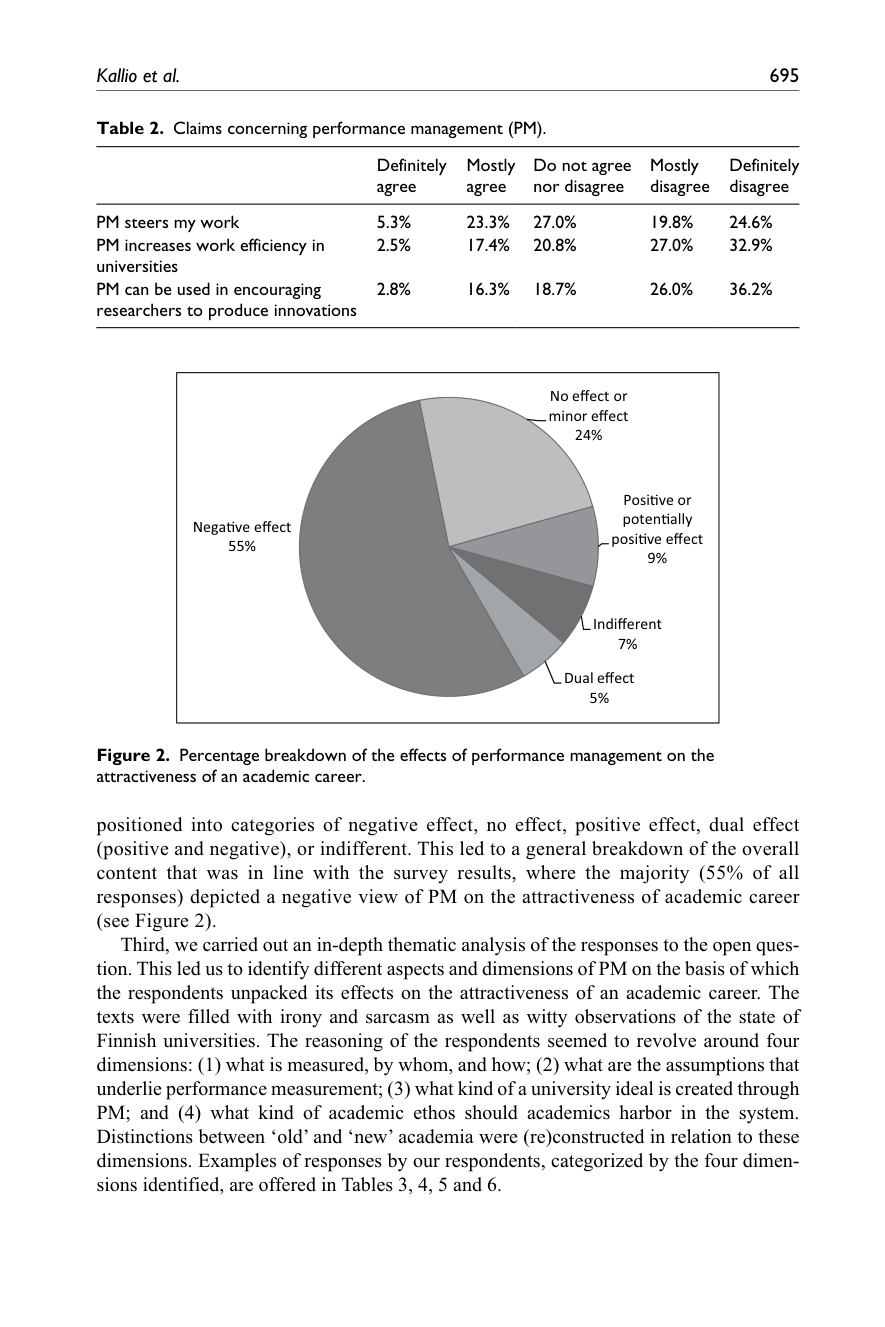 Kallio et al. 695
Table 2. Claims concerning performance management (PM).
Definitely agree Mostly agree Do not agree nor disagree Mostly disagree Definitely disagree
PM steers my work 5.3% 23.3% 27.0% 19.8% 24.6%
PM increases work efficiency in universities 2.5% 17.4% 20.8% 27.0% 32.9%
PM can be used in encouraging researchers to produce innovations 2.8% 16.3% 18.7% 26.0% 36.2%
No effect or
minor effect
24%
Positive or
potentially
positive effect
9%
Negative effect
55%
Indifferent
7%
Dual effect
5%
Figure 2. Percentage breakdown of the effects of performance management on the
attractiveness of an academic career.
positioned into categories of negative effect, no effect, positive effect, dual effect
(positive and negative), or indifferent. This led to a general breakdown of the overall
content that was in line with the survey results, where the majority (55% of all
responses) depicted a negative view of PM on the attractiveness of academic career
(see Figure 2).
Third, we carried out an in-depth thematic analysis of the responses to the open ques-
tion. This led us to identify different aspects and dimensions of PM on the basis of which
the respondents unpacked its effects on the attractiveness of an academic career. The
texts were filled with irony and sarcasm as well as witty observations of the state of
Finnish universities. The reasoning of the respondents seemed to revolve around four
dimensions: (1) what is measured, by whom, and how; (2) what are the assumptions that
underlie performance measurement; (3) what kind of a university ideal is created through
PM; and (4) what kind of academic ethos should academics harbor in the system.
Distinctions between ‘old’ and ‘new’ academia were (re)constructed in relation to these
dimensions. Examples of responses by our respondents, categorized by the four dimen-
sions identified, are offered in Tables 3, 4, 5 and 6.